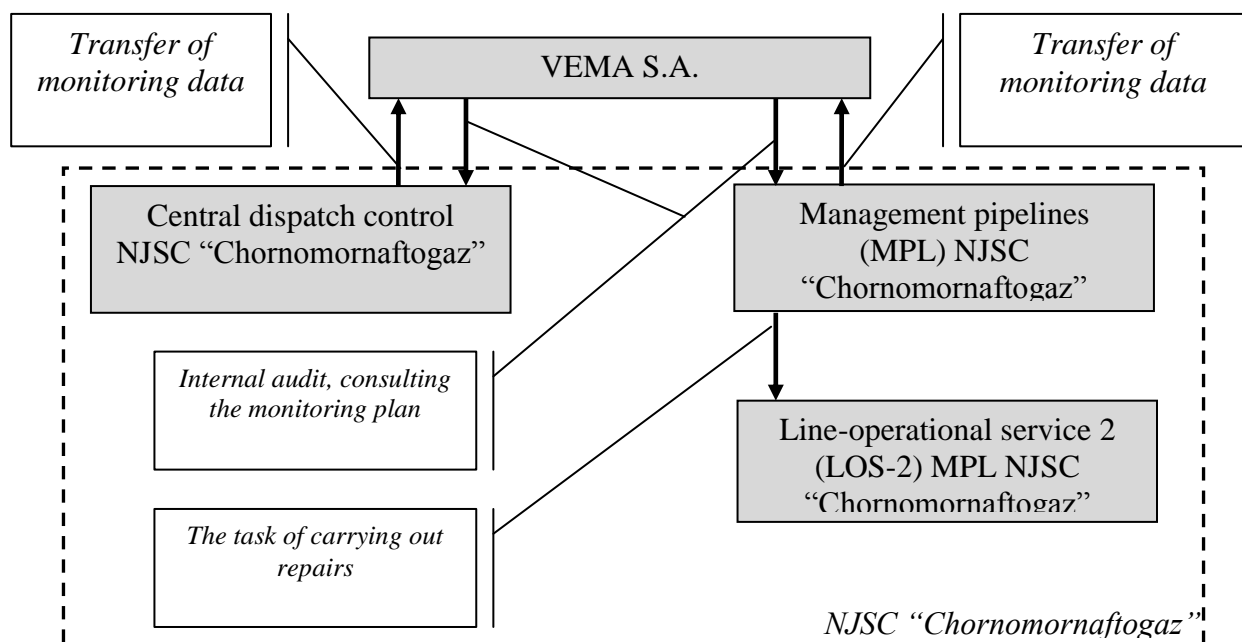 Transfer of
monitoring data
VEMA S.A.
Transfer of
monitoring data
Central dispatch control
NJSC “Chornomornaftogaz”
Management pipelines
(MPL) NJSC
“Chornomornaftogaz”
Internal audit, consulting
the monitoring plan
Line-operational service 2
(LOS-2) MPL NJSC
“Chornomornaftogaz”
The task of carrying out
repairs
NJSC “Chornomornaftogaz”